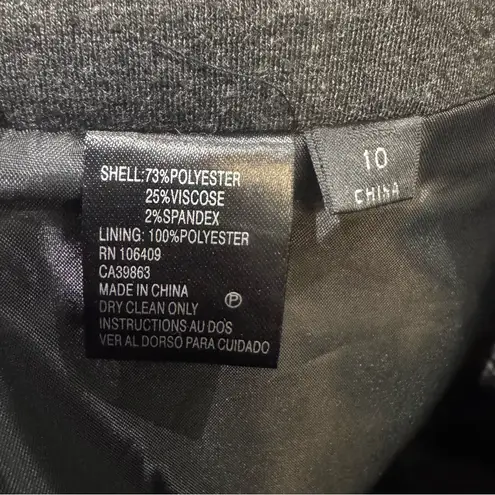 SHELL:73%POLYESTER
25%VISCOSE
2%SPANDEX
LINING: 100%POLYESTER
RN 106409
CA39863
MADE IN CHINA
DRY CLEAN ONLY
INSTRUCTIONS AU DOS
VER AL DORSO PARA CUIDADO
P
10
CHINA